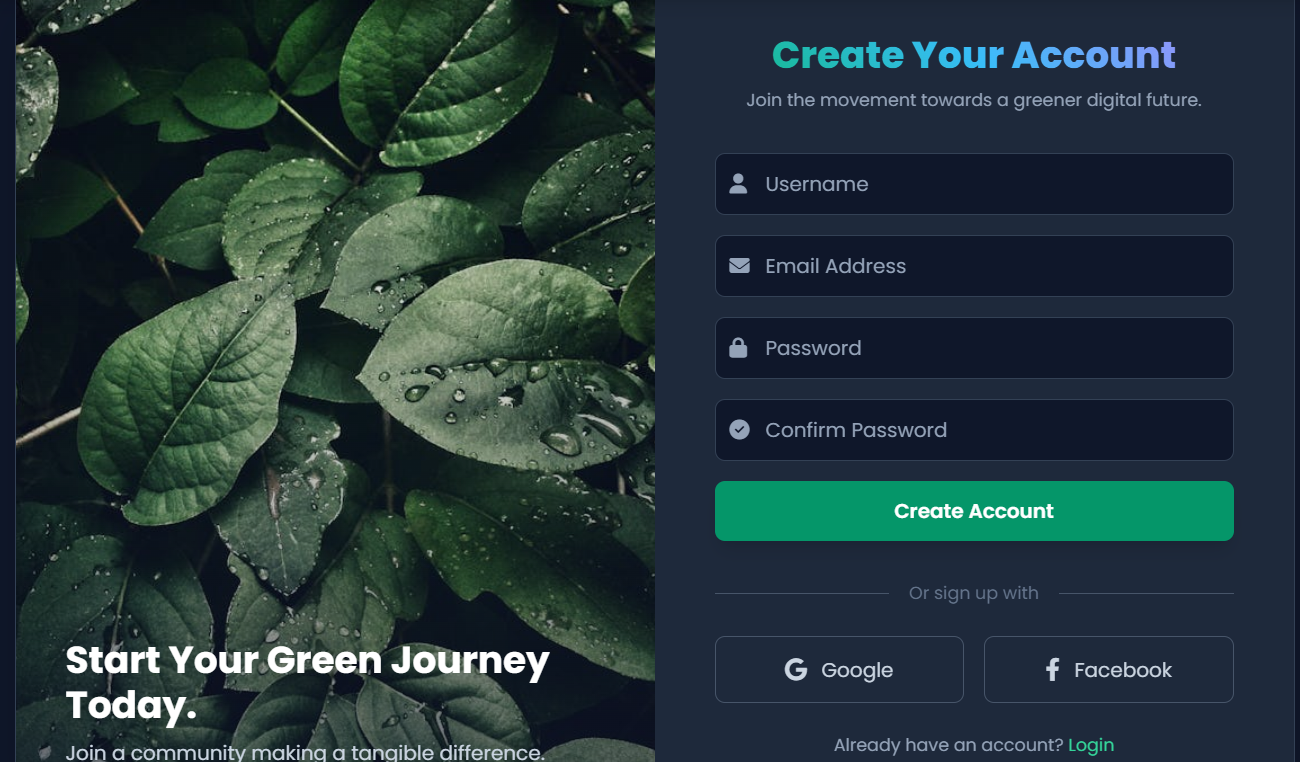 Create Your Account
Join the movement towards a greener digital future.
Username
Email Address
Password
Confirm Password
Create Account
Or sign up with
Google
Facebook
Already have an account? Login
Start Your Green Journey
Today.
Join a community making a tangible difference.